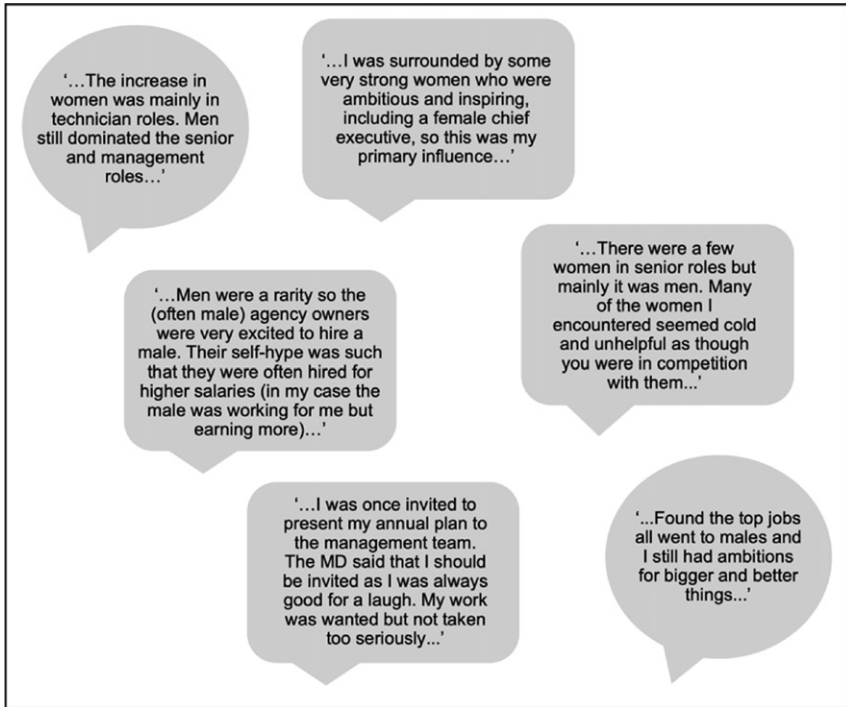 ‘…The increase in
women was mainly in
technician roles. Men
still dominated the senior
and management
roles…’
‘…I was surrounded by some
very strong women who were
ambitious and inspiring,
including a female chief
executive, so this was my
primary influence…’
‘…There were a few
women in senior roles but
mainly it was men. Many
of the women I
encountered seemed cold
and unhelpful as though
you were in competition
with them...’
‘…Men were a rarity so the
(often male) agency owners
were very excited to hire a
male. Their self-hype was such
that they were often hired for
higher salaries (in my case the
male was working for me but
earning more)…’
‘…I was once invited to
present my annual plan to
the management team.
The MD said that I should
be invited as I was always
good for a laugh. My work
was wanted but not taken
too seriously...’
‘...Found the top jobs
all went to males and
I still had ambitions
for bigger and better
things...’